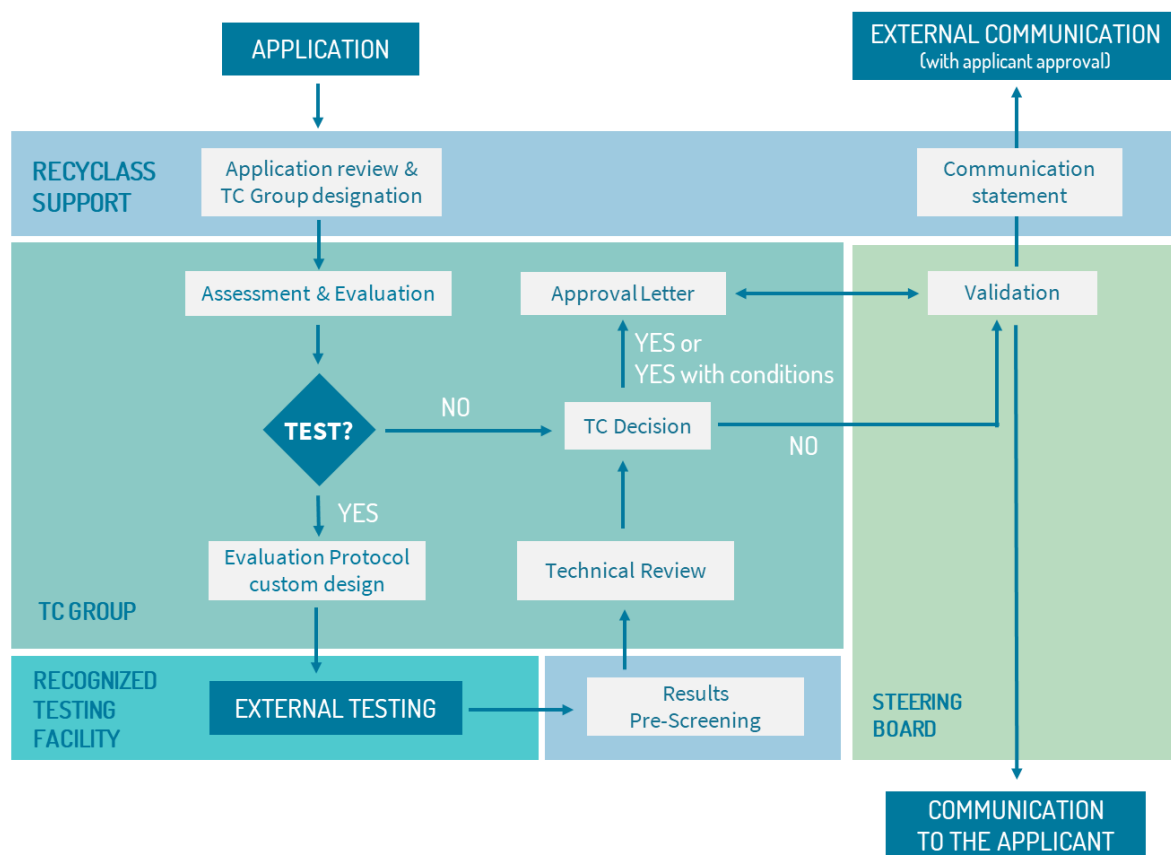 APPLICATION
EXTERNAL COMMUNICATION
(with applicant approval)
RECYCLASS
SUPPORT
Application review &
TC Group designation
Communication
statement
Assessment & Evaluation
Approval Letter
Validation
YES or
YES with conditions
TEST?
NO
TC Decision
NO
YES
Evaluation Protocol
custom design
Technical Review
TC GROUP
RECOGNIZED
TESTING
FACILITY
EXTERNAL TESTING
Results
Pre-Screening
STEERING
BOARD
COMMUNICATION
TO THE APPLICANT